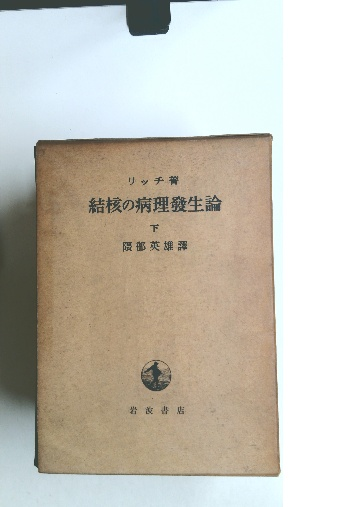 リッチ著
結核の病理發生論
下
隈部英雄譯
岩波書店